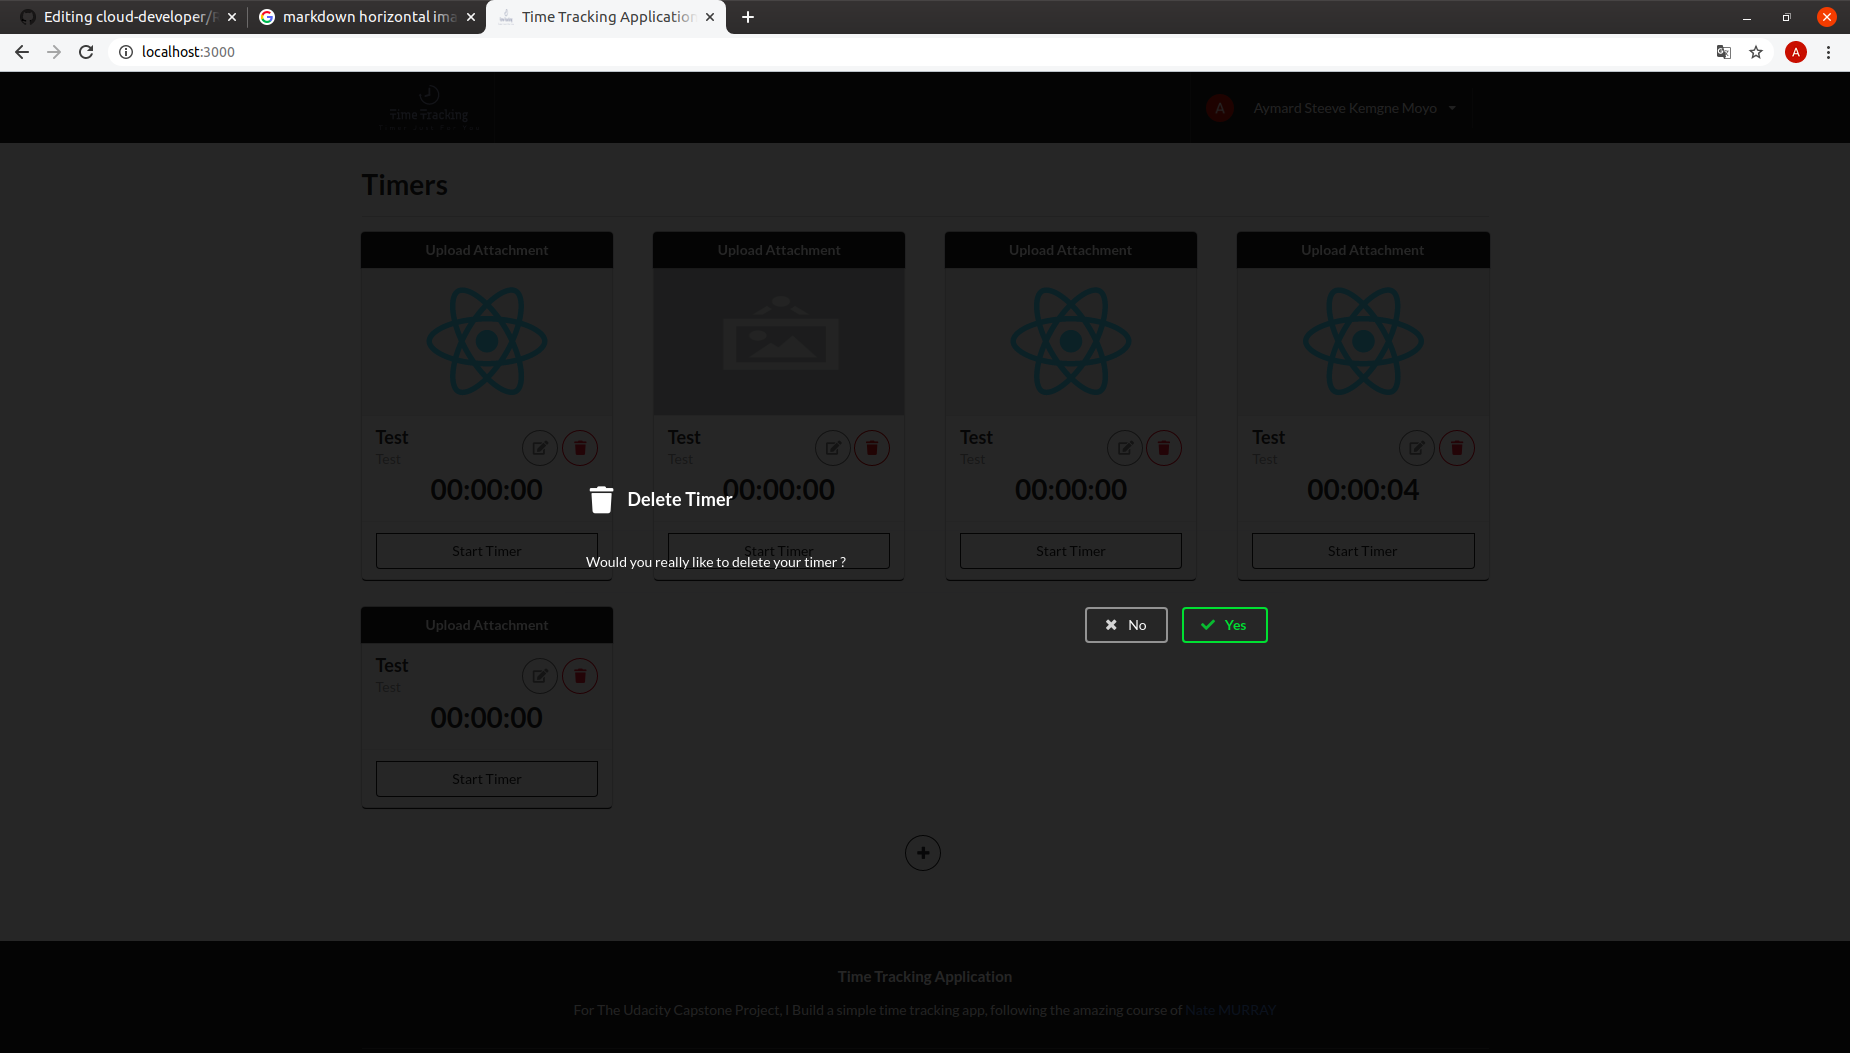 Editing cloud-developer/
markdown horizontal ima
Time Tracking Application
localhost:3000
A
Time Tracking
A
Aymard Steeve Kemgne Moyo
Timers
Upload Attachment
Upload Attachment
Upload Attachment
Upload Attachment
Test
Test
00:00:00
Start Timer
Test
Test
00:00:00
Start Timer
Test
Test
00:00:00
Start Timer
Test
Test
00:00:04
Start Timer
Delete Timer
Would you really like to delete your timer ?
No
Yes
Upload Attachment
Test
Test
00:00:00
Start Timer
Time Tracking Application
For The Udacity Capstone Project, I Build a simple time tracking app, following the amazing course of Nate MURRAY